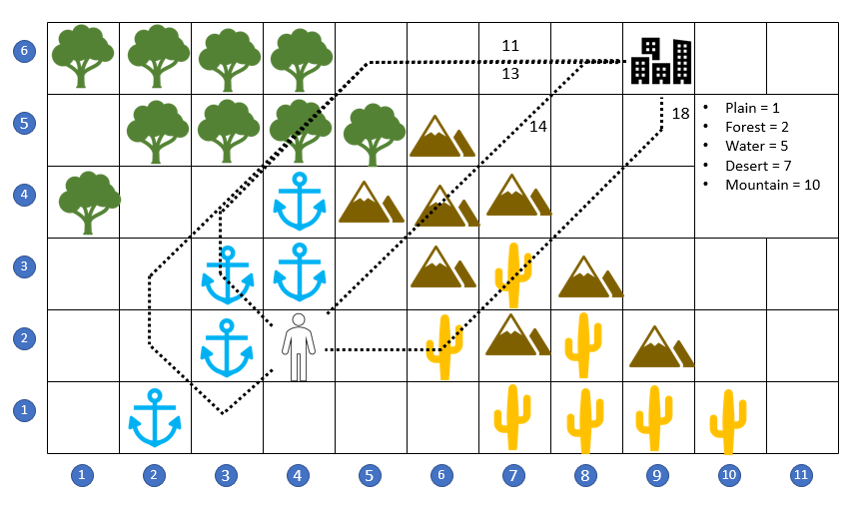 6
11
13
5
14
18
• Plain = 1
• Forest = 2
• Water = 5
• Desert = 7
• Mountain = 10
4
3
2
1
1 2 3 4 5 6 7 8 9 10 11